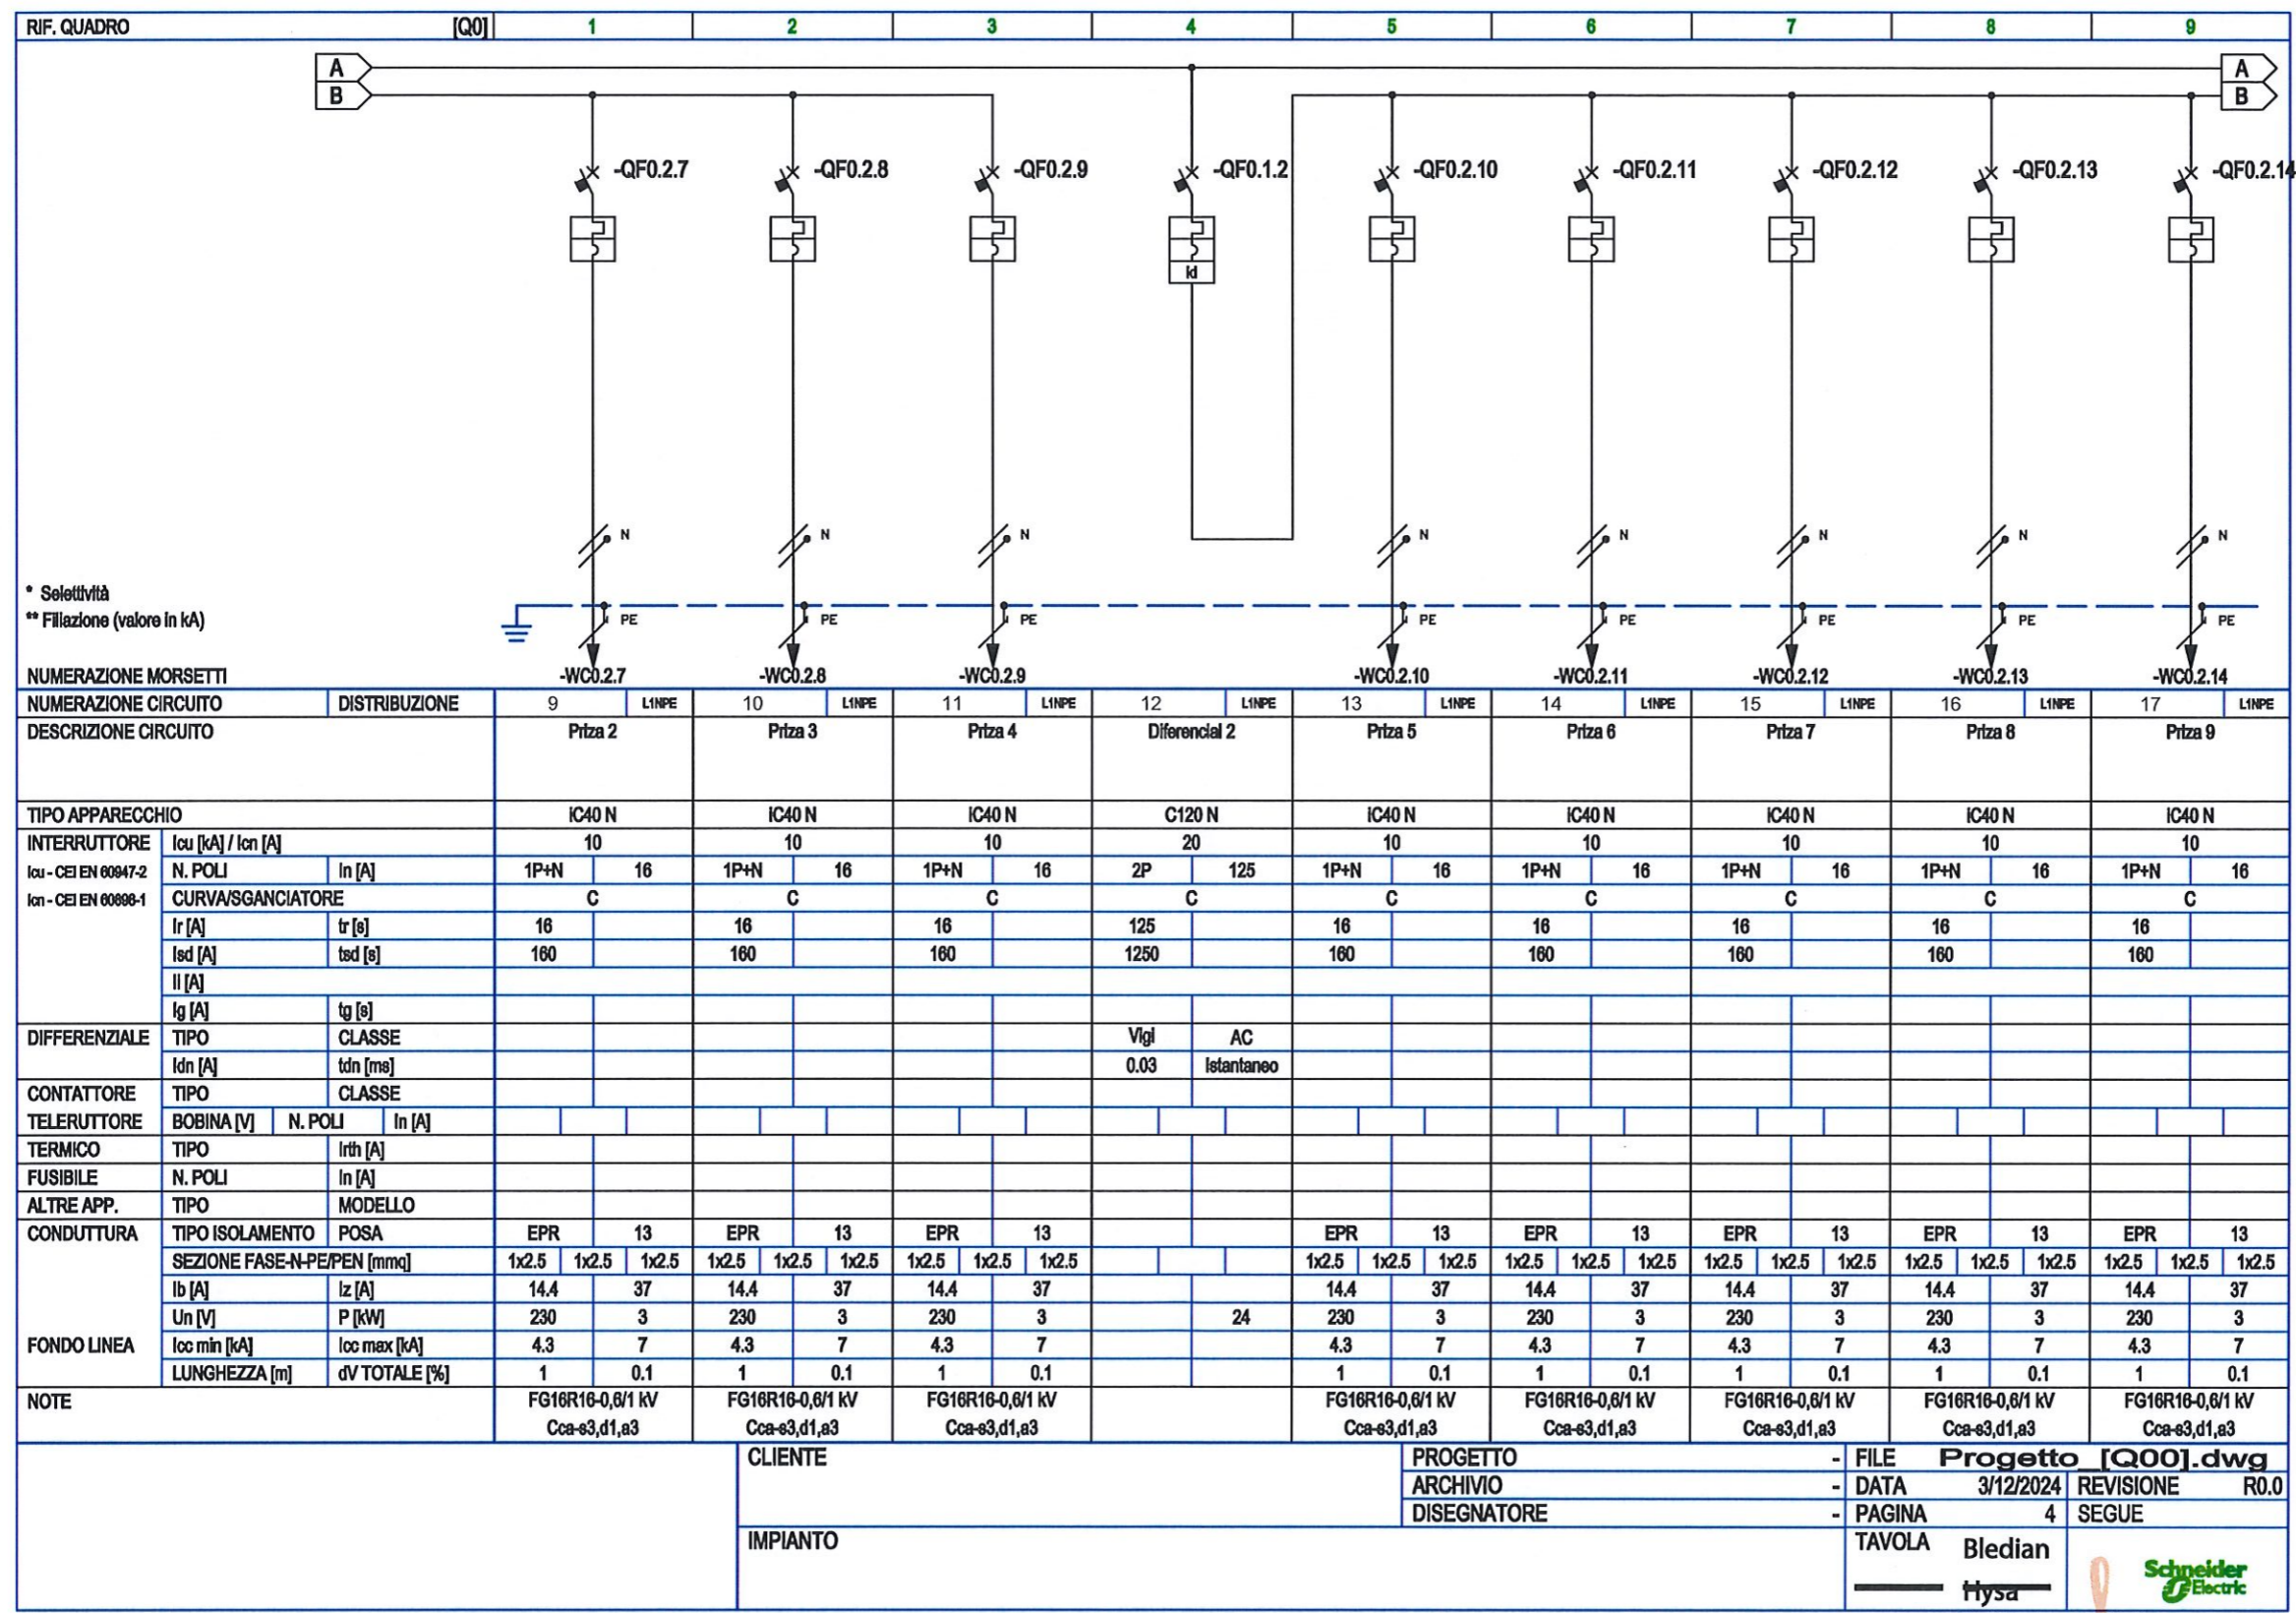 RIF. QUADRO [Q0] 1 2 3 4 5 6 7 8 9
A A
B B
-QF0.2.7 -QF0.2.8 -QF0.2.9 -QF0.1.2 -QF0.2.10 -QF0.2.11 -QF0.2.12 -QF0.2.13 -QF0.2.14
Id
N N N N N N N N
* Selettività
** Filiazione (valore in kA)
PE PE PE PE PE PE PE PE
NUMERAZIONE MORSETTI -WC0.2.7 -WC0.2.8 -WC0.2.9 -WC0.2.10 -WC0.2.11 -WC0.2.12 -WC0.2.13 -WC0.2.14
NUMERAZIONE CIRCUITO DISTRIBUZIONE 9 L1NPE 10 L1NPE 11 L1NPE 12 L1NPE 13 L1NPE 14 L1NPE 15 L1NPE 16 L1NPE 17 L1NPE
DESCRIZIONE CIRCUITO Priza 2 Priza 3 Priza 4 Diferencial 2 Priza 5 Priza 6 Priza 7 Priza 8 Priza 9
TIPO APPARECCHIO iC40 N iC40 N iC40 N C120 N iC40 N iC40 N iC40 N iC40 N iC40 N
INTERRUTTORE Icu [kA] / Icn [A] 10 10 10 20 10 10 10 10 10
Icu - CEI EN 60947-2 N. POLI In [A] 1P+N 16 1P+N 16 1P+N 16 2P 125 1P+N 16 1P+N 16 1P+N 16 1P+N 16 1P+N 16
Icn - CEI EN 60898-1 CURVA/SGANCIATORE C C C C C C C C C
Ir [A] tr [s] 16 16 16 125 16 16 16 16 16
Isd [A] tsd [s] 160 160 160 1250 160 160 160 160 160
Ii [A]
Ig [A] tg [s]
DIFFERENZIALE TIPO CLASSE Vigi AC
Idn [A] tdn [ms] 0.03 Istantaneo
CONTATTORE TIPO CLASSE
TELERUTTORE BOBINA [V] N. POLI In [A]
TERMICO TIPO Irth [A]
FUSIBILE N. POLI In [A]
ALTRE APP. TIPO MODELLO
CONDUTTURA TIPO ISOLAMENTO POSA EPR 13 EPR 13 EPR 13 EPR 13 EPR 13 EPR 13 EPR 13 EPR 13
SEZIONE FASE-N-PE/PEN [mmq] 1x2.5 1x2.5 1x2.5 1x2.5 1x2.5 1x2.5 1x2.5 1x2.5 1x2.5 1x2.5 1x2.5 1x2.5 1x2.5 1x2.5 1x2.5 1x2.5 1x2.5 1x2.5 1x2.5 1x2.5 1x2.5 1x2.5 1x2.5 1x2.5
Ib [A] Iz [A] 14.4 37 14.4 37 14.4 37 14.4 37 14.4 37 14.4 37 14.4 37 14.4 37
Un [V] P [kW] 230 3 230 3 230 3 24 230 3 230 3 230 3 230 3 230 3
FONDO LINEA Icc min [kA] Icc max [kA] 4.3 7 4.3 7 4.3 7 4.3 7 4.3 7 4.3 7 4.3 7 4.3 7
LUNGHEZZA [m] dV TOTALE [%] 1 0.1 1 0.1 1 0.1 1 0.1 1 0.1 1 0.1 1 0.1 1 0.1
NOTE FG16R16-0,6/1 kV FG16R16-0,6/1 kV FG16R16-0,6/1 kV FG16R16-0,6/1 kV FG16R16-0,6/1 kV FG16R16-0,6/1 kV FG16R16-0,6/1 kV FG16R16-0,6/1 kV
Cca-s3,d1,a3 Cca-s3,d1,a3 Cca-s3,d1,a3 Cca-s3,d1,a3 Cca-s3,d1,a3 Cca-s3,d1,a3 Cca-s3,d1,a3 Cca-s3,d1,a3
CLIENTE PROGETTO - FILE Progetto_[Q00].dwg
ARCHIVIO - DATA 3/12/2024 REVISIONE R0.0
DISEGNATORE - PAGINA 4 SEGUE
IMPIANTO TAVOLA Bledian
Hysa
Schneider
Electric